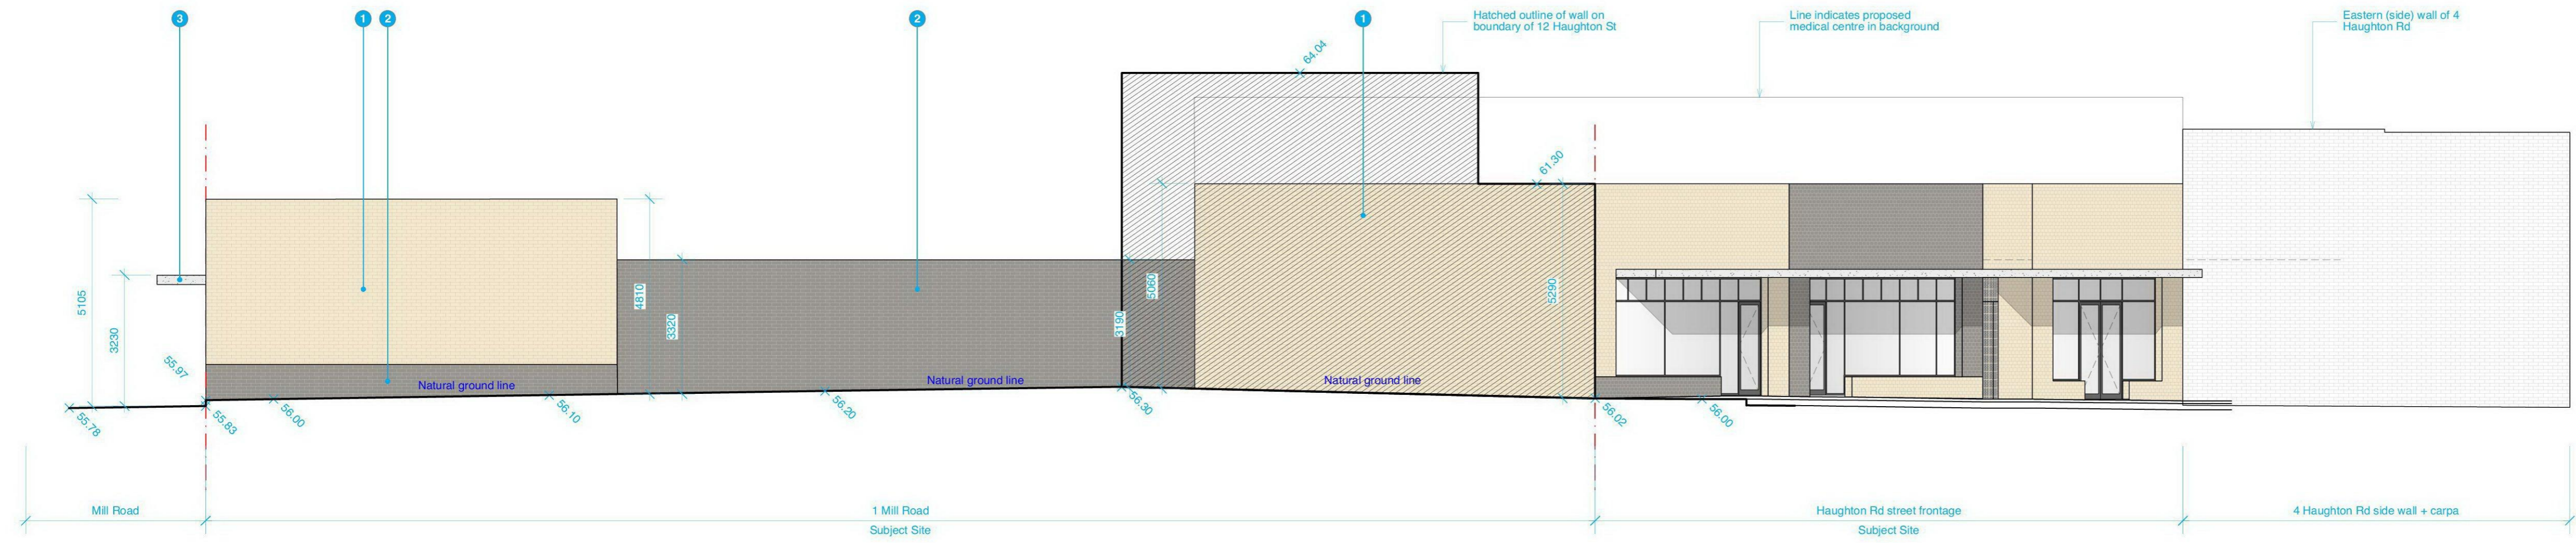 3
1
2
2
1
Hatched outline of wall on
boundary of 12 Haughton St
Line indicates proposed
medical centre in background
Eastern (side) wall of 4
Haughton Rd
64.04
61.30
5105
3230
55.97
4810
3320
3190
5060
5290
Natural ground line
Natural ground line
Natural ground line
55.78
55.83
56.00
56.10
56.20
56.30
56.02
56.00
Mill Road
1 Mill Road
Haughton Rd street frontage
4 Haughton Rd side wall + carpa
Subject Site
Subject Site